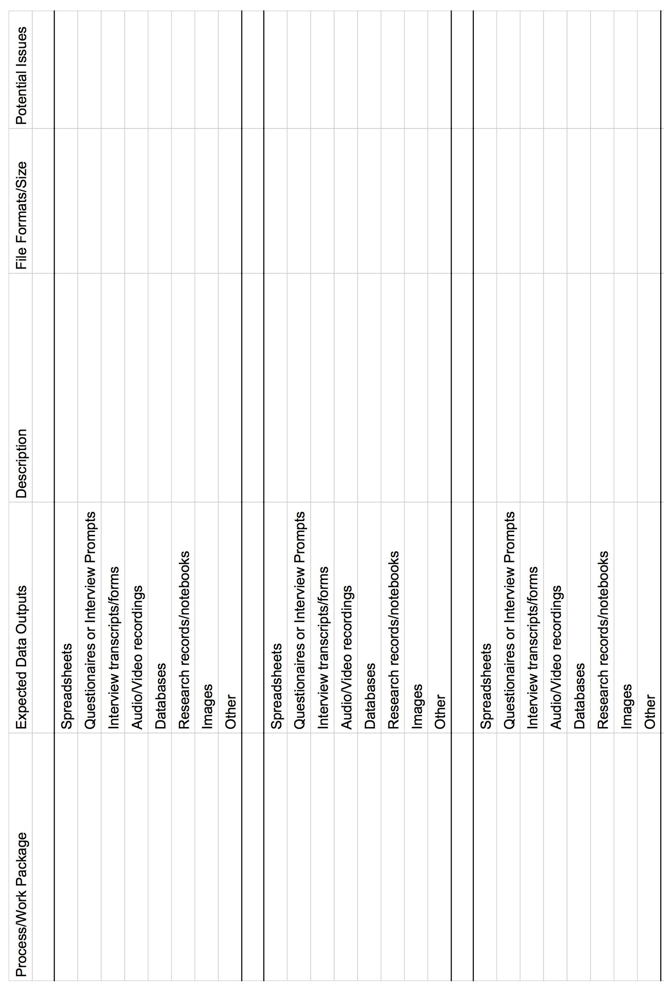 Process/Work Package Expected Data Outputs Description File Formats/Size Potential Issues
Spreadsheets
Questionaires or Interview Prompts
Interview transcripts/forms
Audio/Video recordings
Databases
Research records/notebooks
Images
Other
Spreadsheets
Questionaires or Interview Prompts
Interview transcripts/forms
Audio/Video recordings
Databases
Research records/notebooks
Images
Other
Spreadsheets
Questionaires or Interview Prompts
Interview transcripts/forms
Audio/Video recordings
Databases
Research records/notebooks
Images
Other